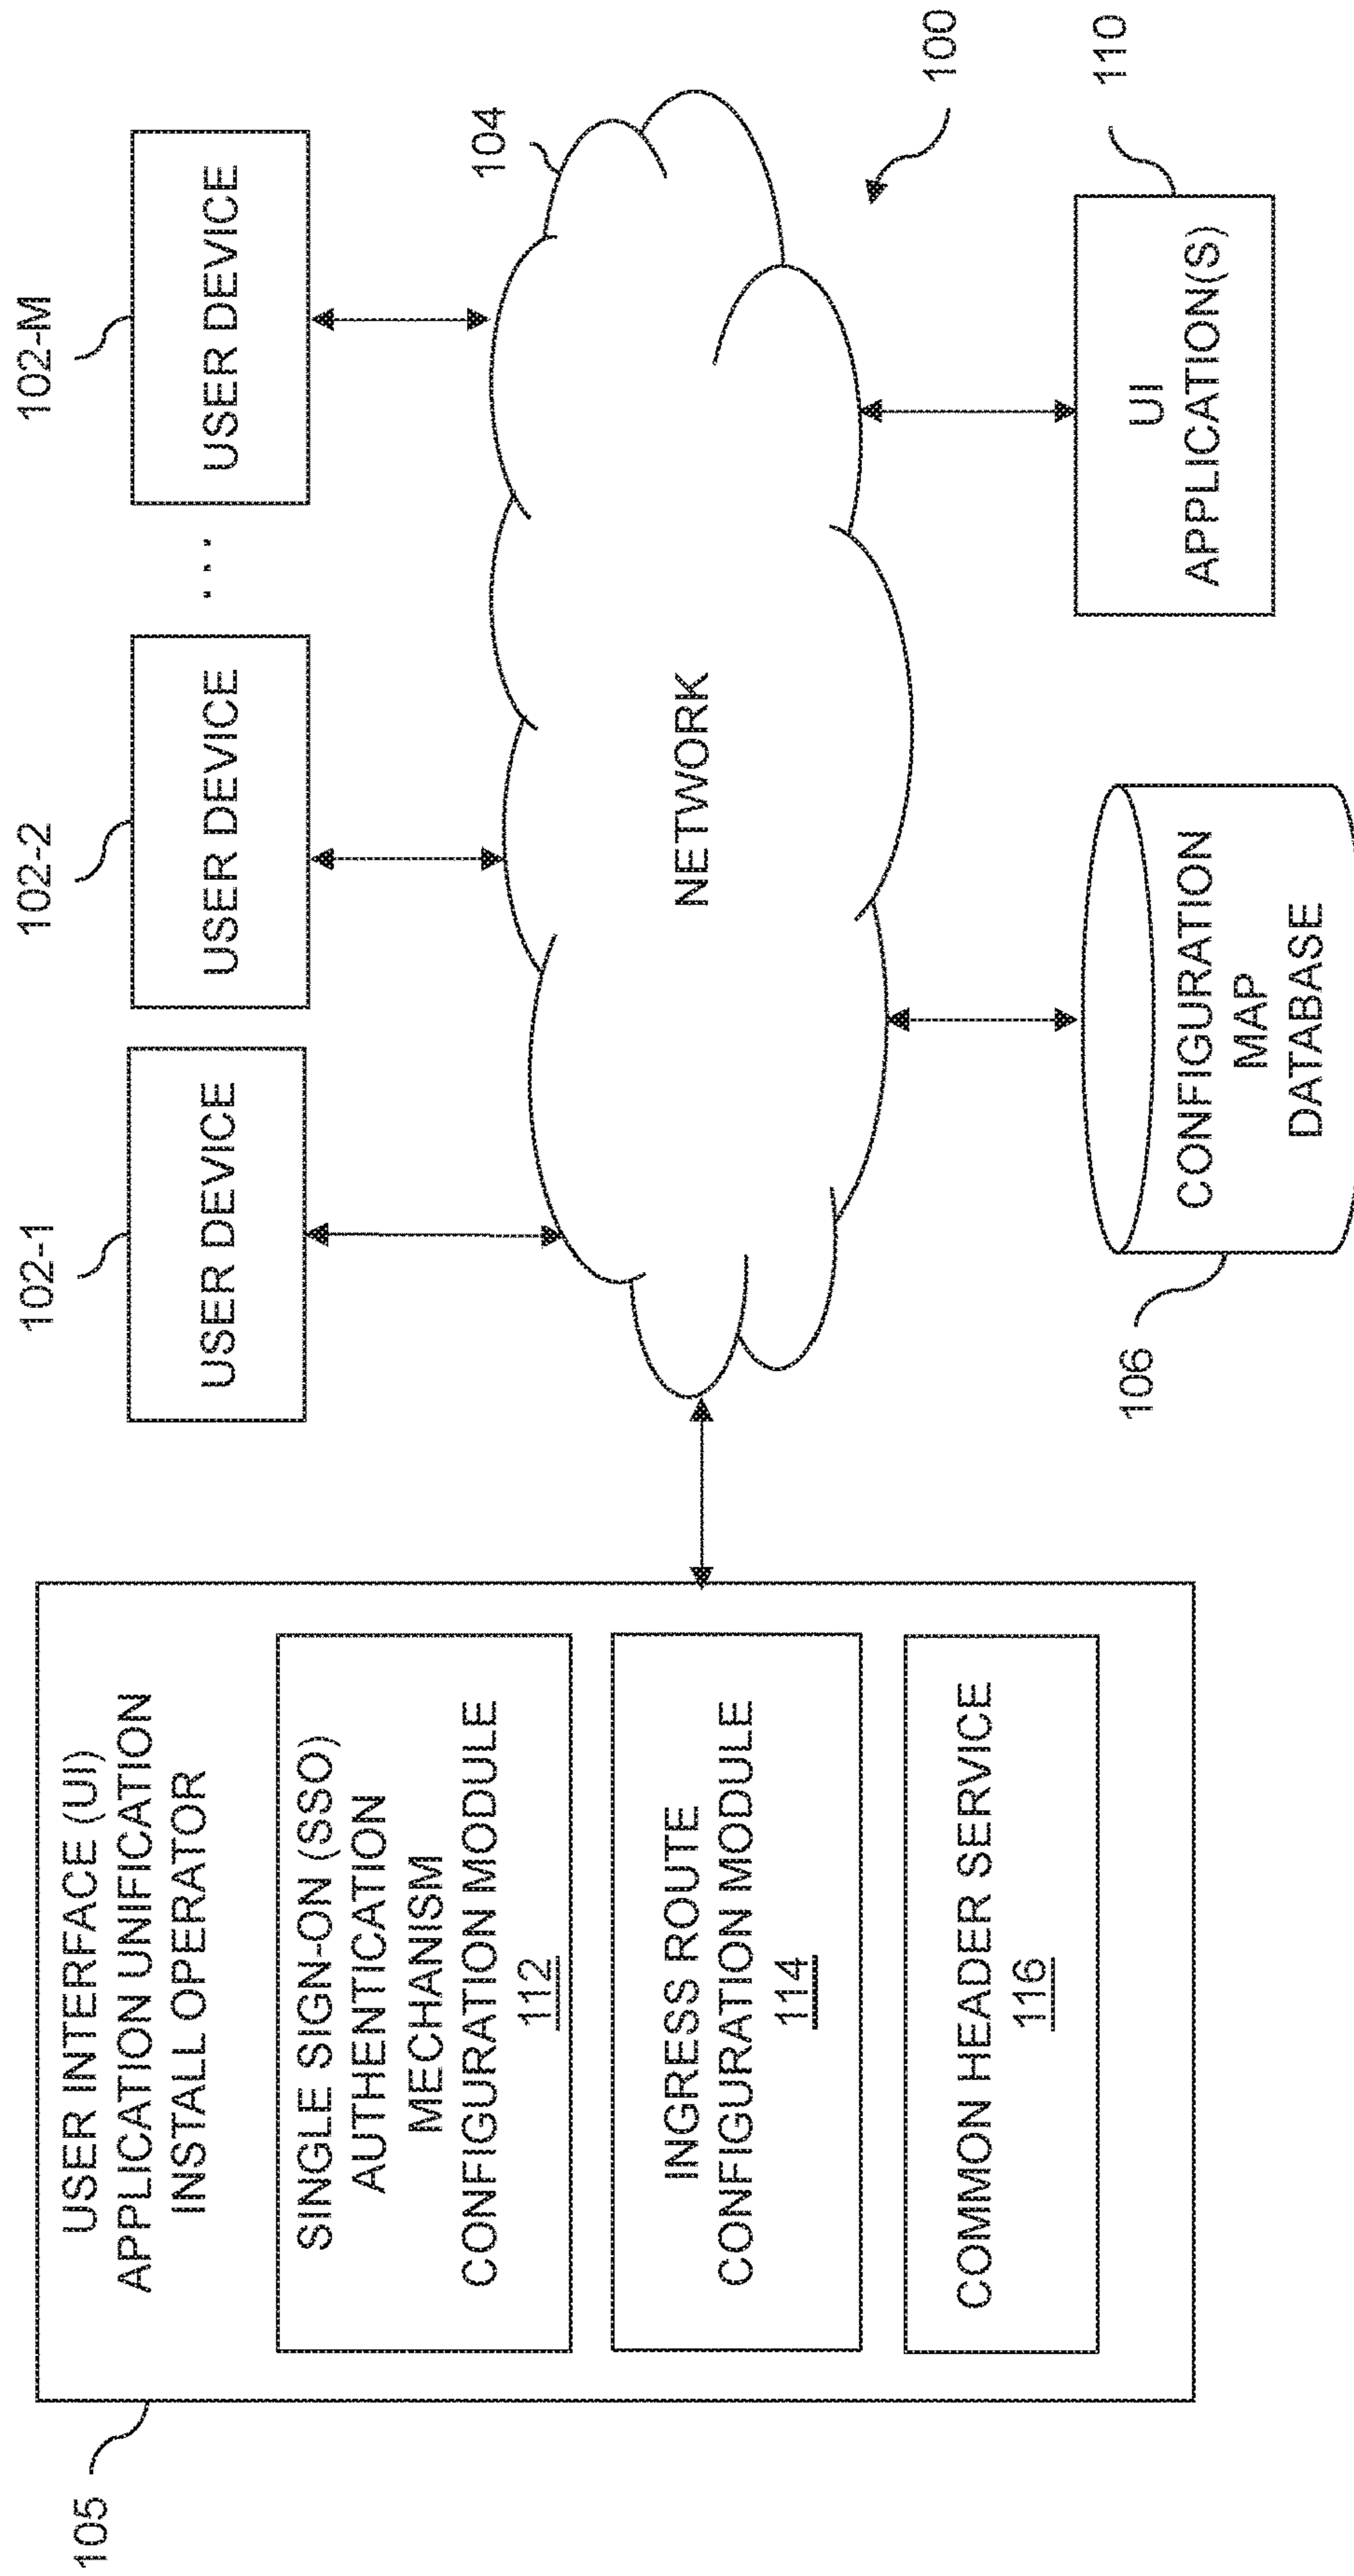 105
USER INTERFACE (UI)
APPLICATION UNIFICATION
INSTALL OPERATOR
SINGLE SIGN-ON (SSO)
AUTHENTICATION
MECHANISM
CONFIGURATION MODULE
112
INGRESS ROUTE
CONFIGURATION MODULE
114
COMMON HEADER SERVICE
116
102-1
USER DEVICE
102-2
USER DEVICE
. . .
102-M
USER DEVICE
104
NETWORK
100
106
CONFIGURATION
MAP
DATABASE
110
UI
APPLICATION(S)